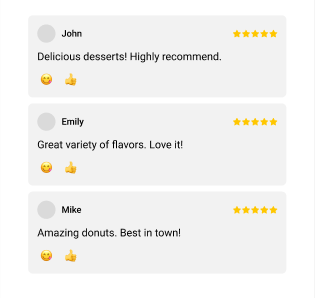 John
Delicious desserts! Highly recommend.
Emily
Great variety of flavors. Love it!
Mike
Amazing donuts. Best in town!